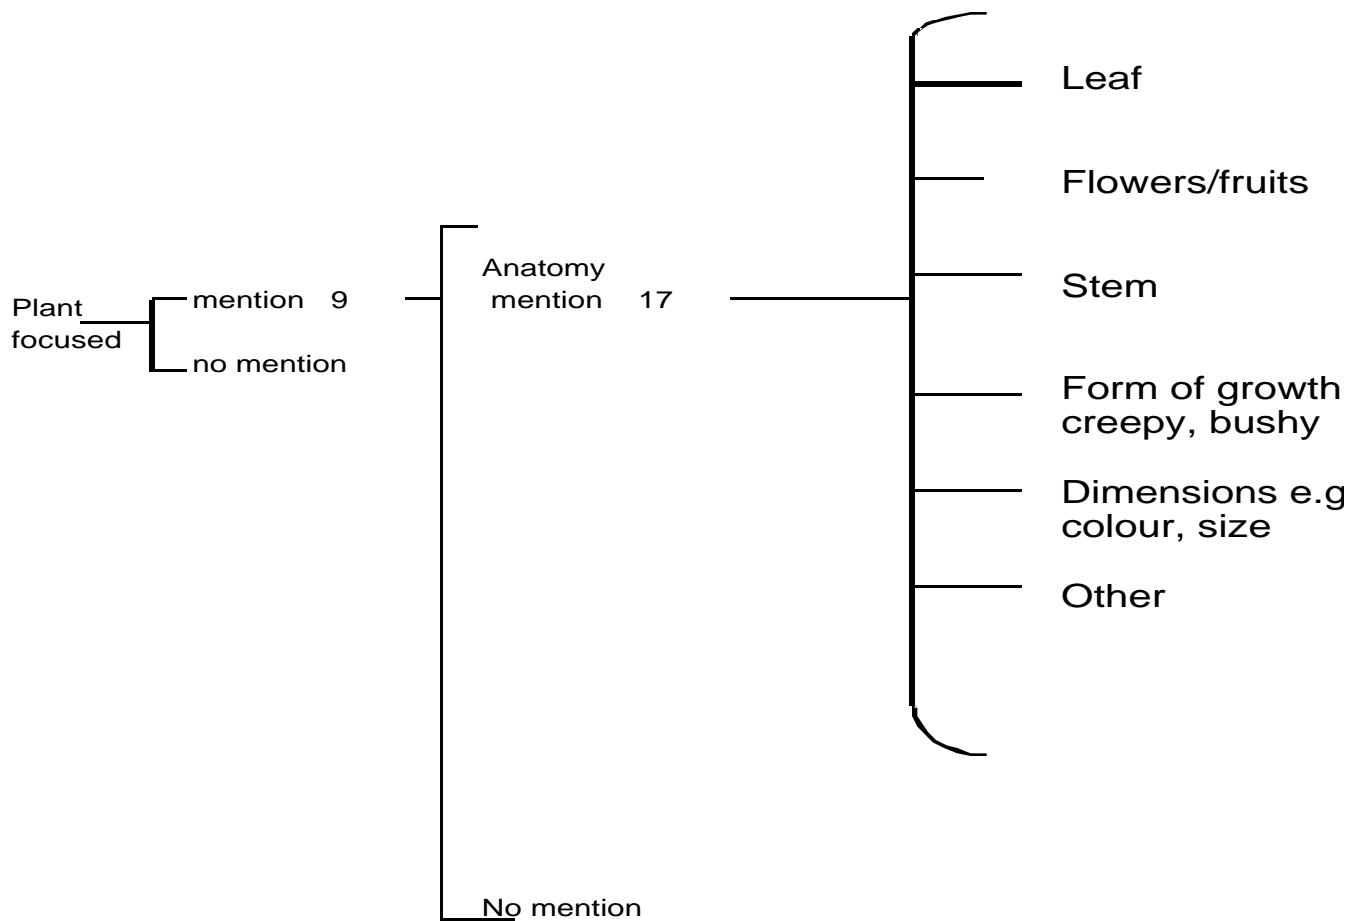 Plant
focused
mention 9
no mention
Anatomy
mention 17
No mention
Leaf
Flowers/fruits
Stem
Form of growth
creepy, bushy
Dimensions e.g
colour, size
Other